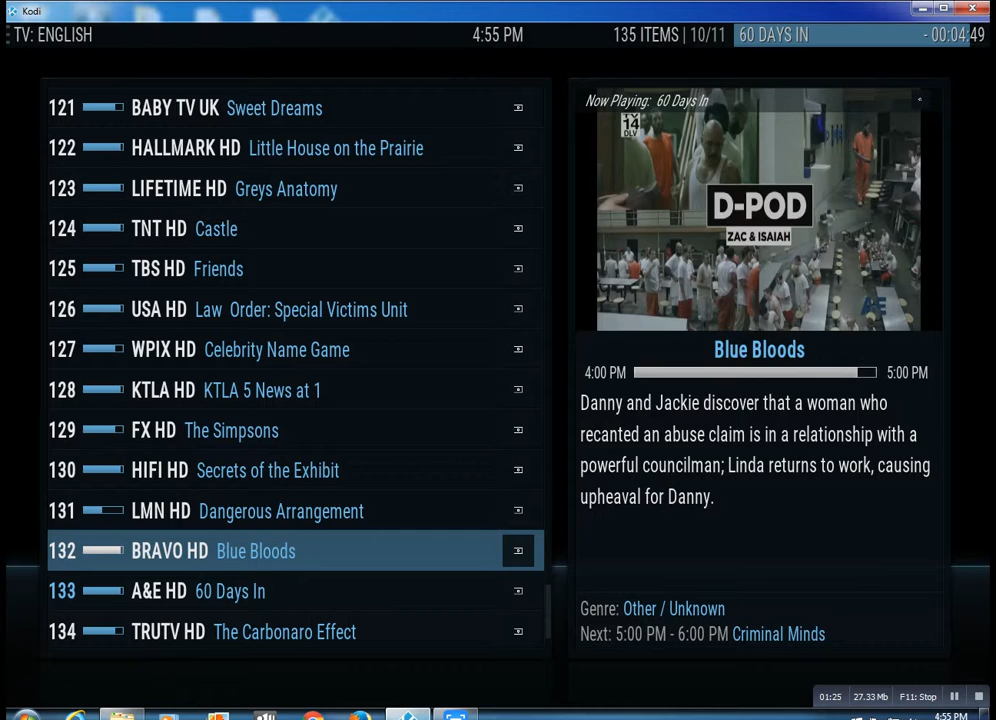 Kodi
TV: ENGLISH 4:55 PM 135 ITEMS | 10/11 60 DAYS IN - 00:04:49
121 BABY TV UK Sweet Dreams
122 HALLMARK HD Little House on the Prairie
123 LIFETIME HD Greys Anatomy
124 TNT HD Castle
125 TBS HD Friends
126 USA HD Law Order: Special Victims Unit
127 WPIX HD Celebrity Name Game
128 KTLA HD KTLA 5 News at 1
129 FX HD The Simpsons
130 HIFI HD Secrets of the Exhibit
131 LMN HD Dangerous Arrangement
132 BRAVO HD Blue Bloods
133 A&E HD 60 Days In
134 TRUTV HD The Carbonaro Effect
Now Playing: 60 Days In
TV
14
DLV
D-POD
ZAC & ISAIAH
A&E
Blue Bloods
4:00 PM 5:00 PM
Danny and Jackie discover that a woman who
recanted an abuse claim is in a relationship with a
powerful councilman; Linda returns to work, causing
upheaval for Danny.
Genre: Other / Unknown
Next: 5:00 PM - 6:00 PM Criminal Minds
01:25 27.33 Mb F11: Stop
4:55 PM